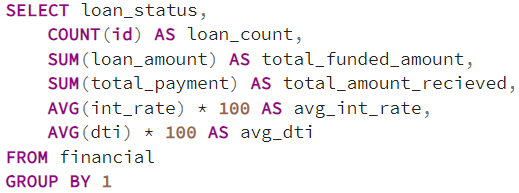 SELECT loan_status,
COUNT(id) AS loan_count,
SUM(loan_amount) AS total_funded_amount,
SUM(total_payment) AS total_amount_recieved,
AVG(int_rate) * 100 AS avg_int_rate,
AVG(dti) * 100 AS avg_dti
FROM financial
GROUP BY 1